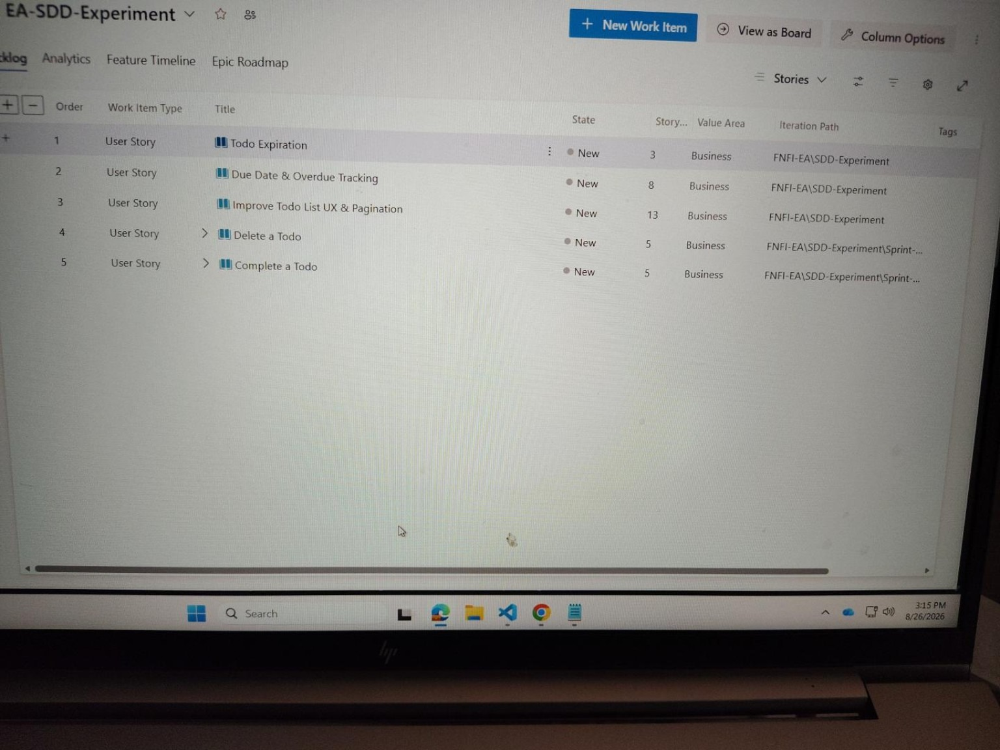 EA-SDD-Experiment
New Work Item
View as Board
Column Options
klog Analytics Feature Timeline Epic Roadmap
Stories
Order Work Item Type Title State Story... Value Area Iteration Path Tags
1 User Story Todo Expiration New 3 Business FNFI-EA\SDD-Experiment
2 User Story Due Date & Overdue Tracking New 8 Business FNFI-EA\SDD-Experiment
3 User Story Improve Todo List UX & Pagination New 13 Business FNFI-EA\SDD-Experiment
4 User Story Delete a Todo New 5 Business FNFI-EA\SDD-Experiment\Sprint-...
5 User Story Complete a Todo New 5 Business FNFI-EA\SDD-Experiment\Sprint-...
Search
3:15 PM
8/26/2026
hp